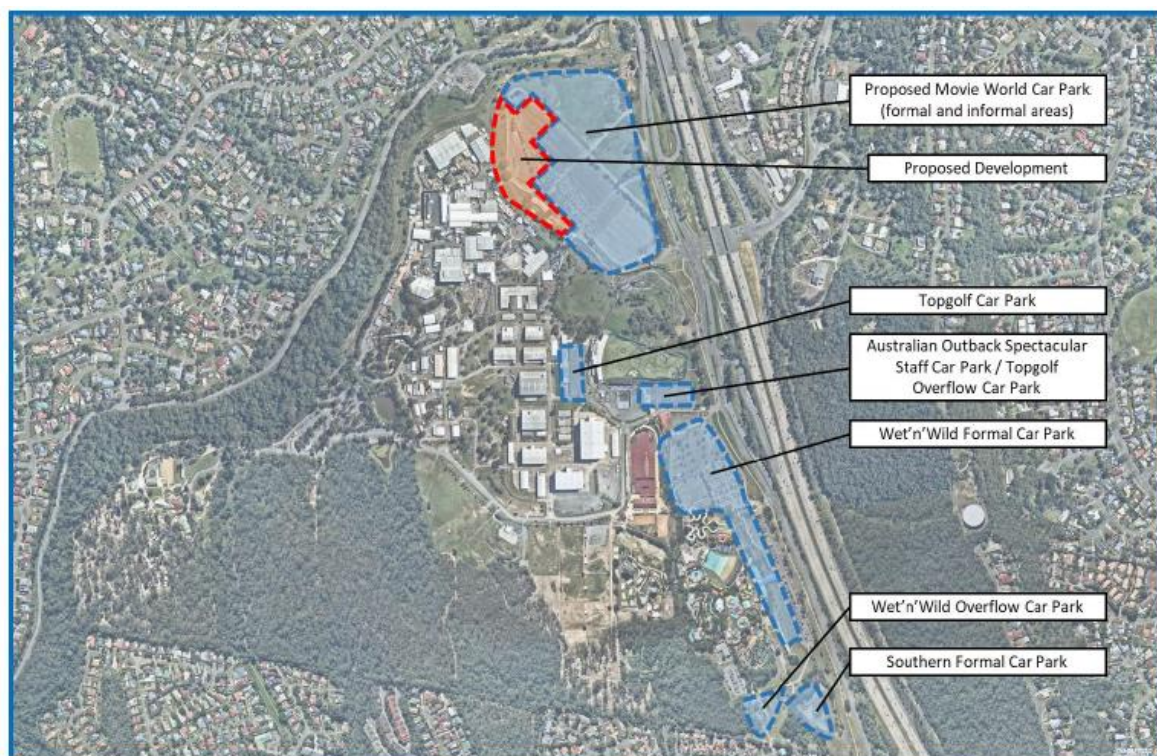 Proposed Movie World Car Park
(formal and informal areas)
Proposed Development
Topgolf Car Park
Australian Outback Spectacular
Staff Car Park / Topgolf
Overflow Car Park
Wet'n'Wild Formal Car Park
Wet'n'Wild Overflow Car Park
Southern Formal Car Park